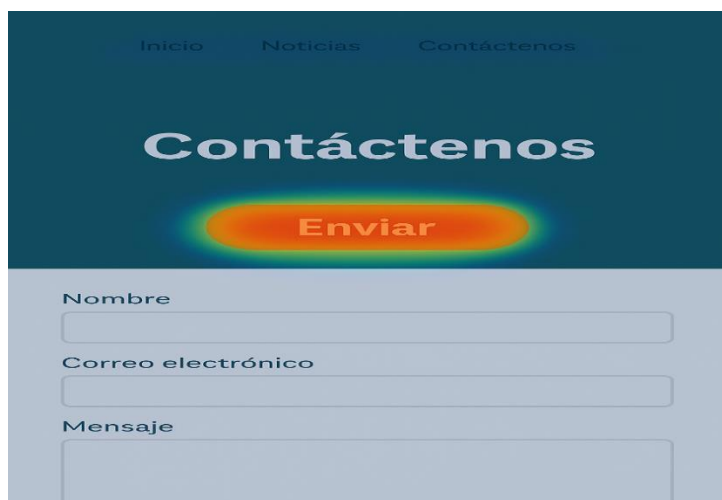 Inicio Noticias Contáctenos
Contáctenos
Enviar
Nombre
Correo electrónico
Mensaje